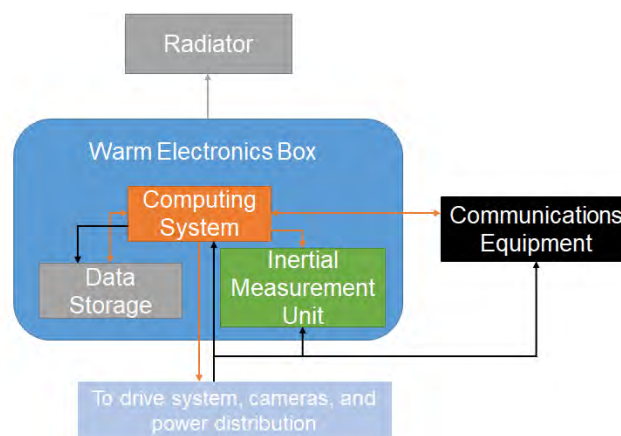 Radiator
Warm Electronics Box
Computing
System
Communications
Equipment
Data
Storage
Inertial
Measurement
Unit
To drive system, cameras, and
power distribution